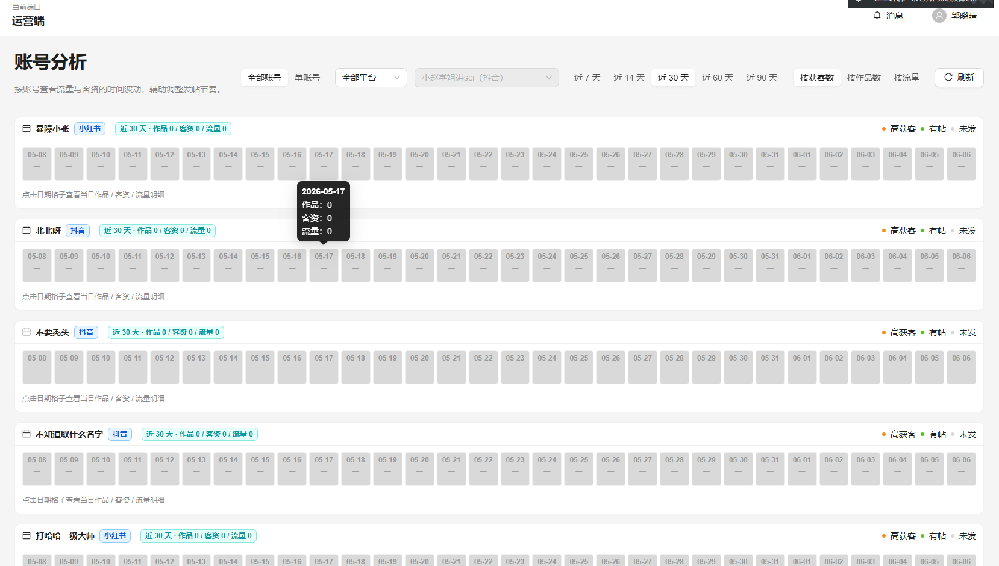 当前端口
运营端
消息
郭晓晴
账号分析
按账号查看流量与客资的时间波动，辅助调整发帖节奏。
全部账号 单账号 全部平台 小赵学姐讲sci（抖音） 近 7 天 近 14 天 近 30 天 近 60 天 近 90 天 按获客数 按作品数 按流量 刷新
暴躁小张 小红书 近 30 天 · 作品 0 / 客资 0 / 流量 0 高获客 有帖 未发
05-08 05-09 05-10 05-11 05-12 05-13 05-14 05-15 05-16 05-17 05-18 05-19 05-20 05-21 05-22 05-23 05-24 05-25 05-26 05-27 05-28 05-29 05-30 05-31 06-01 06-02 06-03 06-04 06-05 06-06
— — — — — — — — — — — — — — — — — — — — — — — — — — — — — —
点击日期格子查看当日作品 / 客资 / 流量明细
2026-05-17
作品：0
客资：0
流量：0
北北呀 抖音 近 30 天 · 作品 0 / 客资 0 / 流量 0 高获客 有帖 未发
05-08 05-09 05-10 05-11 05-12 05-13 05-14 05-15 05-16 05-17 05-18 05-19 05-20 05-21 05-22 05-23 05-24 05-25 05-26 05-27 05-28 05-29 05-30 05-31 06-01 06-02 06-03 06-04 06-05 06-06
— — — — — — — — — — — — — — — — — — — — — — — — — — — — — —
点击日期格子查看当日作品 / 客资 / 流量明细
不要秃头 抖音 近 30 天 · 作品 0 / 客资 0 / 流量 0 高获客 有帖 未发
05-08 05-09 05-10 05-11 05-12 05-13 05-14 05-15 05-16 05-17 05-18 05-19 05-20 05-21 05-22 05-23 05-24 05-25 05-26 05-27 05-28 05-29 05-30 05-31 06-01 06-02 06-03 06-04 06-05 06-06
— — — — — — — — — — — — — — — — — — — — — — — — — — — — — —
点击日期格子查看当日作品 / 客资 / 流量明细
不知道取什么名字 抖音 近 30 天 · 作品 0 / 客资 0 / 流量 0 高获客 有帖 未发
05-08 05-09 05-10 05-11 05-12 05-13 05-14 05-15 05-16 05-17 05-18 05-19 05-20 05-21 05-22 05-23 05-24 05-25 05-26 05-27 05-28 05-29 05-30 05-31 06-01 06-02 06-03 06-04 06-05 06-06
— — — — — — — — — — — — — — — — — — — — — — — — — — — — — —
点击日期格子查看当日作品 / 客资 / 流量明细
打哈哈一级大师 小红书 近 30 天 · 作品 0 / 客资 0 / 流量 0 高获客 有帖 未发
05-08 05-09 05-10 05-11 05-12 05-13 05-14 05-15 05-16 05-17 05-18 05-19 05-20 05-21 05-22 05-23 05-24 05-25 05-26 05-27 05-28 05-29 05-30 05-31 06-01 06-02 06-03 06-04 06-05 06-06